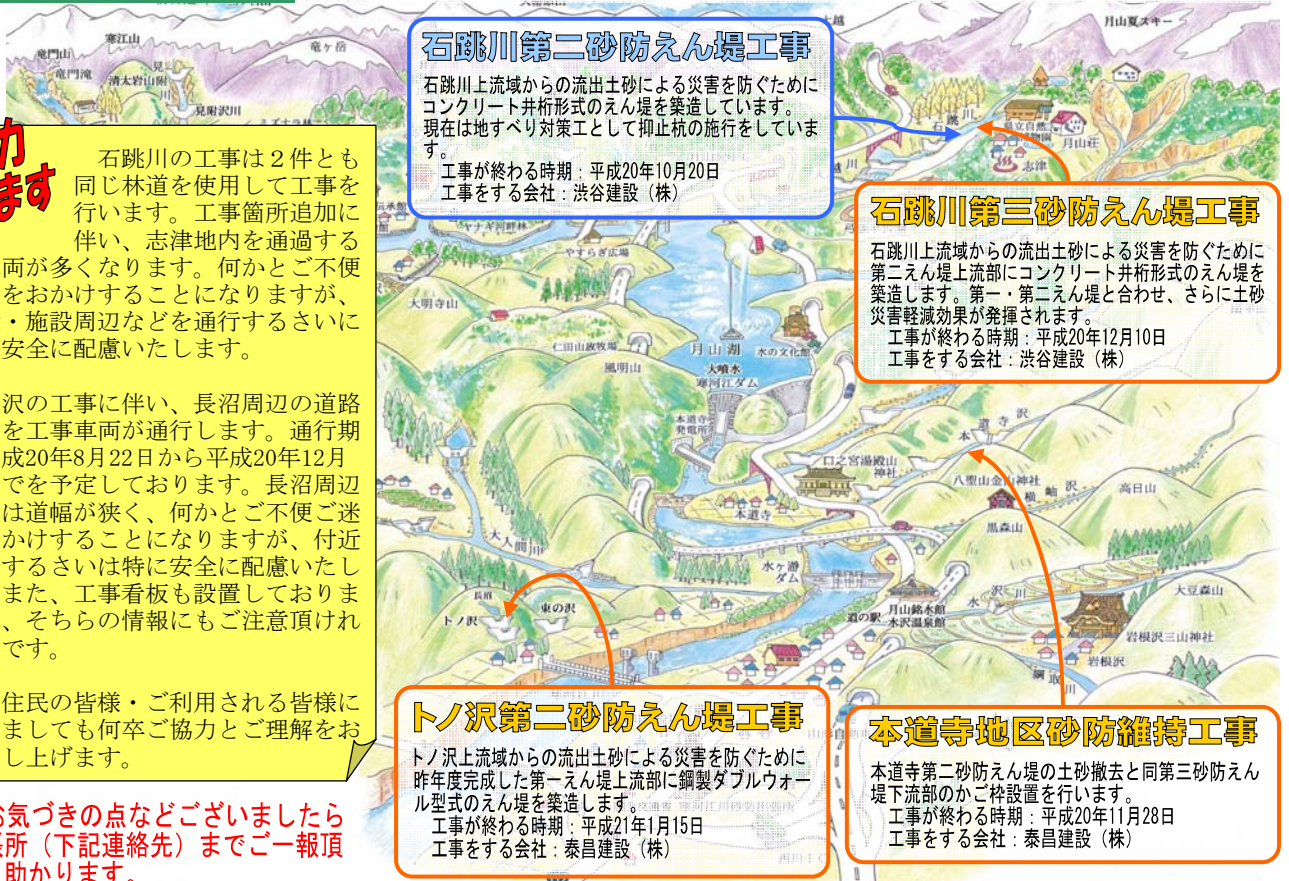 寒江山
竜門山
竜ヶ岳
竜門滝
清太岩山
見附沢川
月山夏スキー
石跳川第二砂防えん堤工事
石跳川上流域からの流出土砂による災害を防ぐために
コンクリート井桁形式のえん堤を築造しています。
現在は地すべり対策工として抑止杭の施行をしていま
す。
工事が終わる時期：平成20年10月20日
工事をする会社：渋谷建設（株）
石跳川
県立自然
博物園
月山荘
志津
石跳川第三砂防えん堤工事
石跳川上流域からの流出土砂による災害を防ぐために
第二えん堤上流部にコンクリート井桁形式のえん堤を
築造します。第一・第二えん堤と合わせ、さらに土砂
災害軽減効果が発揮されます。
工事が終わる時期：平成20年12月10日
工事をする会社：渋谷建設（株）
力
ます
石跳川の工事は２件とも
同じ林道を使用して工事を
行います。工事箇所追加に
伴い、志津地内を通過する
両が多くなります。何かとご不便
をおかけすることになりますが、
・施設周辺などを通行するさいに
安全に配慮いたします。
沢の工事に伴い、長沼周辺の道路
を工事車両が通行します。通行期
成20年8月22日から平成20年12月
でを予定しております。長沼周辺
は道幅が狭く、何かとご不便ご迷
かけすることになりますが、付近
するさいは特に安全に配慮いたし
また、工事看板も設置しておりま
、そちらの情報にもご注意頂けれ
です。
住民の皆様・ご利用される皆様に
ましても何卒ご協力とご理解をお
し上げます。
お気づきの点などございましたら
所（下記連絡先）までご一報頂
助かります。
ヤナギ河畔林
やすらぎ広場
大明寺山
仁田山放牧場
風明山
月山湖
水の文化館
大噴水
寒河江ダム
本道寺
発電所
本道寺沢
口之宮湯殿山
神社
八聖山金山神社
横岫沢
高日山
本道寺
黒森山
大入間川
水ヶ瀞
ダム
長沼
東の沢
トノ沢
道の駅
月山銘水館
水沢温泉館
水沢川
大豆森山
岩根沢三山神社
岩根沢
綱取川
トノ沢第二砂防えん堤工事
トノ沢上流域からの流出土砂による災害を防ぐために
昨年度完成した第一えん堤上流部に鋼製ダブルウォー
ル型式のえん堤を築造します。
工事が終わる時期：平成21年1月15日
工事をする会社：泰昌建設（株）
本道寺地区砂防維持工事
本道寺第二砂防えん堤の土砂撤去と同第三砂防えん
堤下流部のかご枠設置を行います。
工事が終わる時期：平成20年11月28日
工事をする会社：泰昌建設（株）